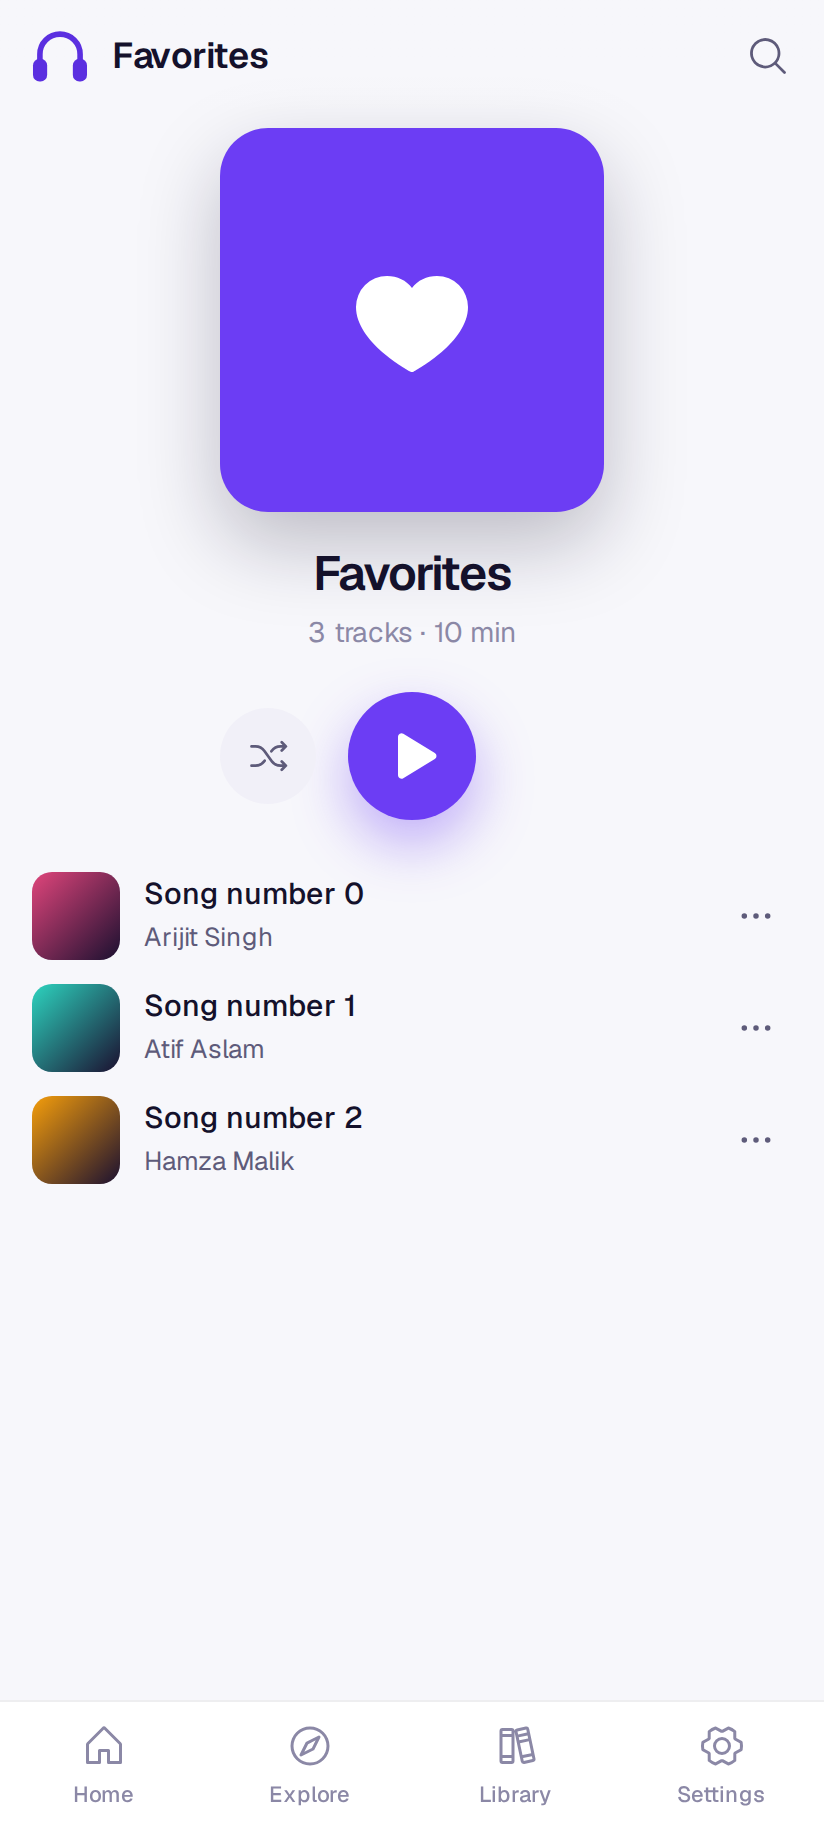 Favorites
Favorites
3 tracks · 10 min
Song number 0
Arijit Singh
Song number 1
Atif Aslam
Song number 2
Hamza Malik
Home
Explore
Library
Settings